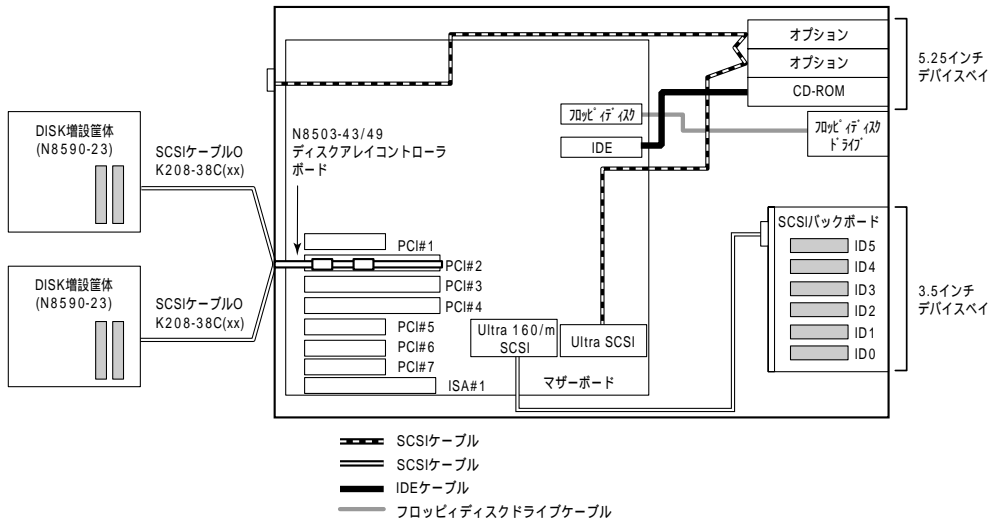 オプション
オプション
CD-ROM
5.25インチ
デバイスベイ
DISK増設筐体
(N8590-23)
SCSIケーブルO
K208-38C(xx)
N8503-43/49
ディスクアレイコントローラ
ボード
フロッピィディスク
IDE
フロッピィディスク
ドライブ
SCSIバックボード
ID5
ID4
ID3
ID2
ID1
ID0
3.5インチ
デバイスベイ
DISK増設筐体
(N8590-23)
SCSIケーブルO
K208-38C(xx)
PCI#1
PCI#2
PCI#3
PCI#4
PCI#5
PCI#6
PCI#7
ISA#1
Ultra 160/m
SCSI
Ultra SCSI
マザーボード
SCSIケーブル
SCSIケーブル
IDEケーブル
フロッピィディスクドライブケーブル